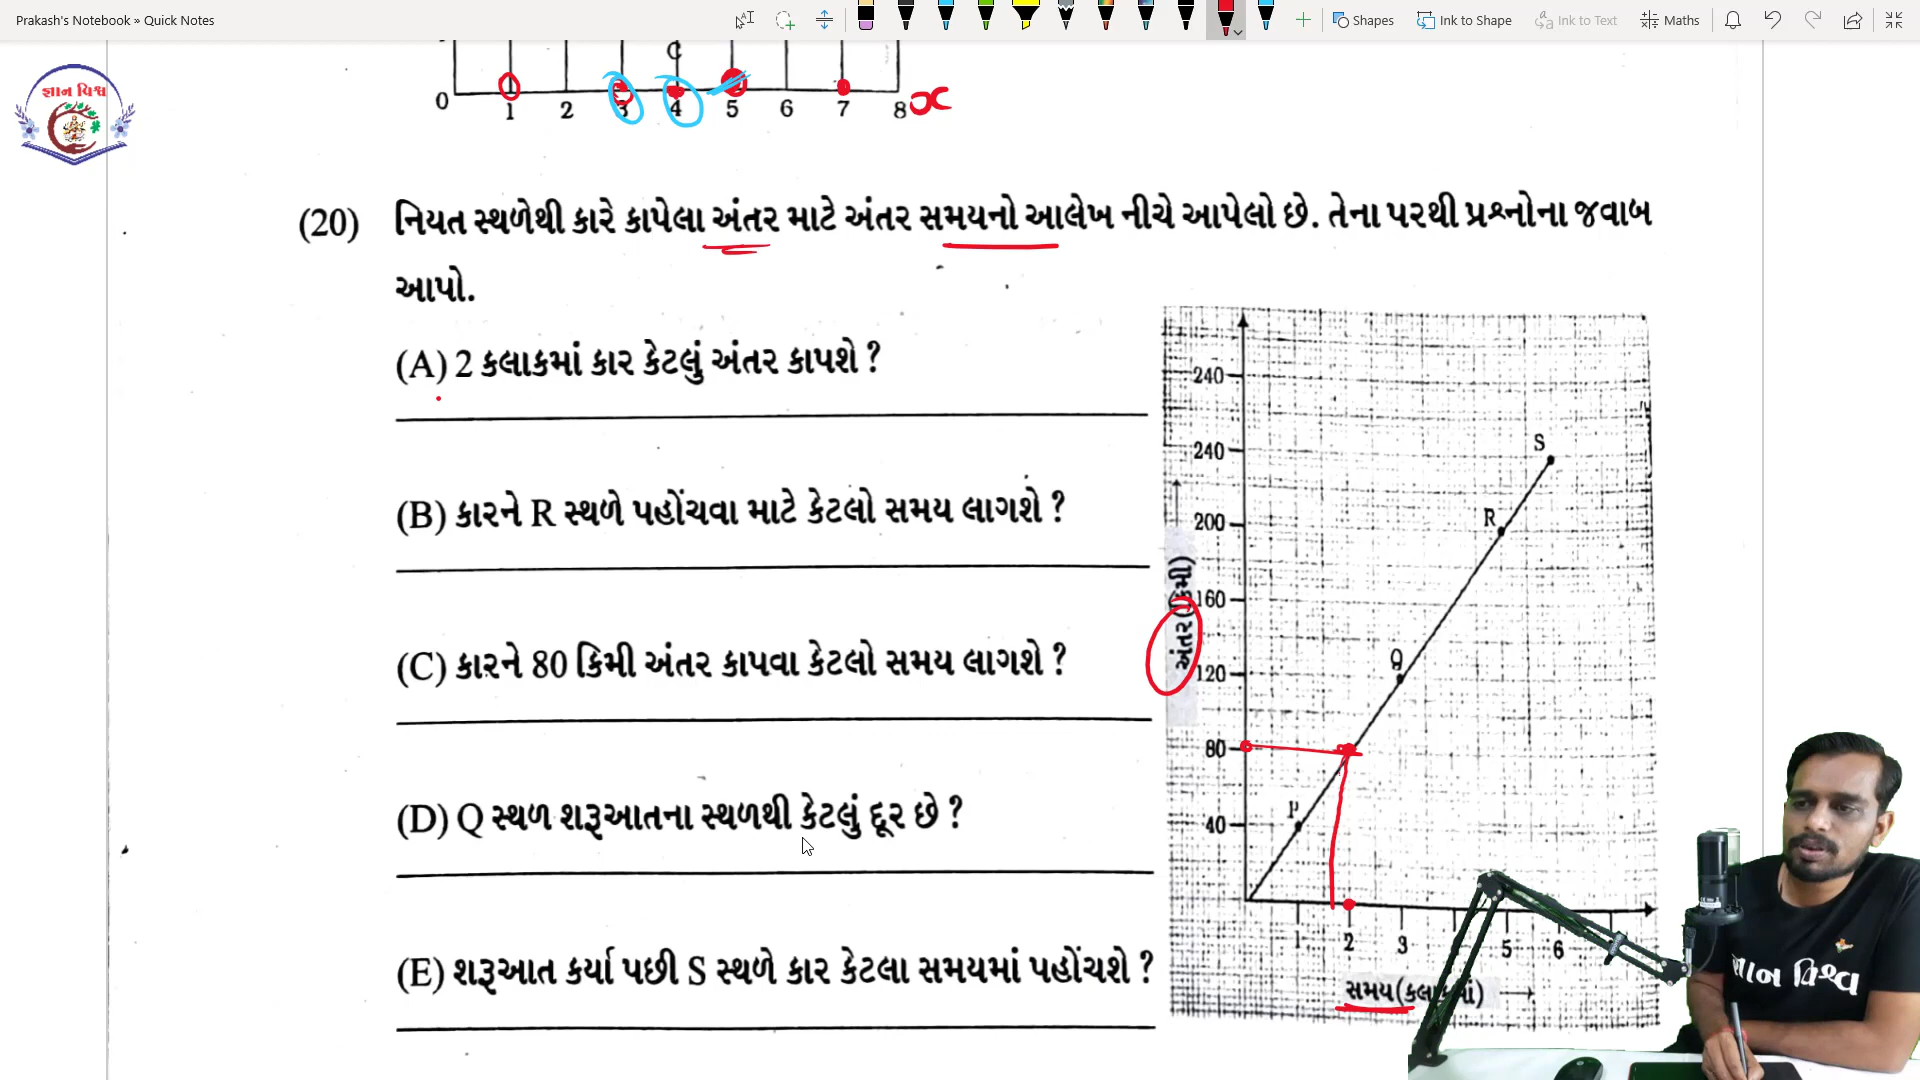 Prakash's Notebook » Quick Notes
Shapes
Ink to Shape
Ink to Text
Maths
જ્ઞાન વિશ્વ
C
0 1 2 3 4 5 6 7 8 x
(20) નિયત સ્થળેથી કારે કાપેલા અંતર માટે અંતર સમયનો આલેખ નીચે આપેલો છે. તેના પરથી પ્રશ્નોના જવાબ
આપો.
(A) 2 કલાકમાં કાર કેટલું અંતર કાપશે ?
(B) કારને R સ્થળે પહોંચવા માટે કેટલો સમય લાગશે ?
(C) કારને 80 કિમી અંતર કાપવા કેટલો સમય લાગશે ?
(D) Q સ્થળ શરૂઆતના સ્થળથી કેટલું દૂર છે ?
(E) શરૂઆત કર્યા પછી S સ્થળે કાર કેટલા સમયમાં પહોંચશે ?
240
240
200
160
120
80
40
S
R
Q
P
અંતર (કિમી)
1 2 3 5 6
સમય
જ્ઞાન વિશ્વ